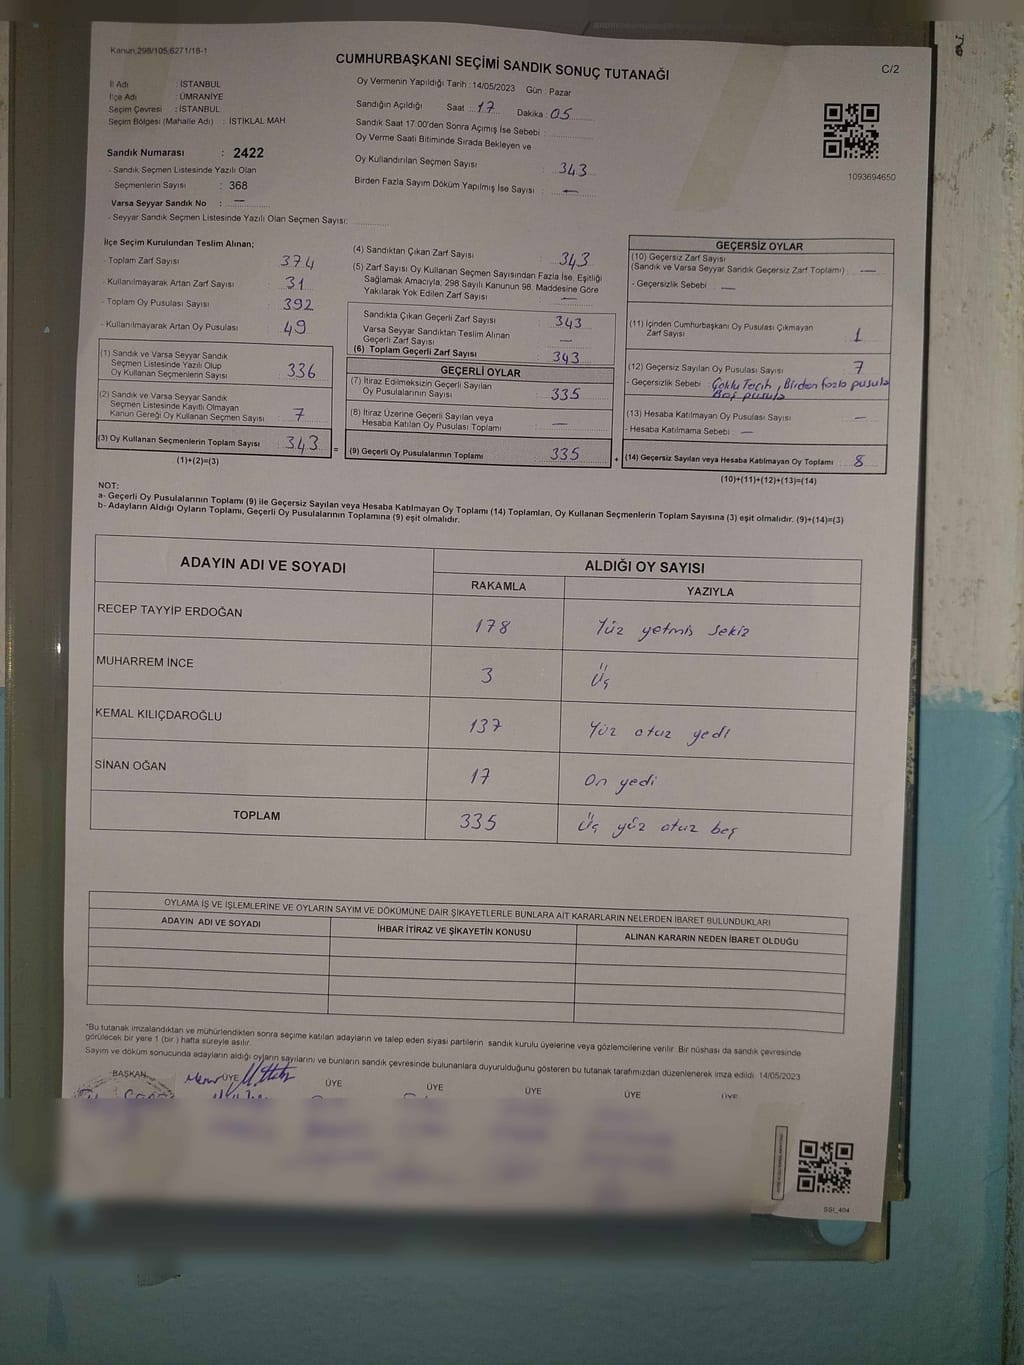 Kanun,298/105,6271/18-1
CUMHURBAŞKANI SEÇİMİ SANDIK SONUÇ TUTANAĞI
C/2
İl Adı : İSTANBUL
İlçe Adı : ÜMRANİYE
Seçim Çevresi : İSTANBUL
Seçim Bölgesi (Mahalle Adı) : İSTİKLAL MAH
Sandık Numarası : 2422
- Sandık Seçmen Listesinde Yazılı Olan
Seçmenlerin Sayısı : 368
Varsa Seyyar Sandık No : —
- Seyyar Sandık Seçmen Listesinde Yazılı Olan Seçmen Sayısı:
Oy Vermenin Yapıldığı Tarih : 14/05/2023 Gün : Pazar
Sandığın Açıldığı Saat : 17 Dakika : 05
Sandık Saat 17:00'den Sonra Açımış İse Sebebi :
Oy Verme Saati Bitiminde Sırada Bekleyen ve
Oy Kullandırılan Seçmen Sayısı : 343
Birden Fazla Sayım Döküm Yapılmış İse Sayısı : —
1093694650
İlçe Seçim Kurulundan Teslim Alınan;
- Toplam Zarf Sayısı : 374
- Kullanılmayarak Artan Zarf Sayısı : 31
- Toplam Oy Pusulası Sayısı : 392
- Kullanılmayarak Artan Oy Pusulası : 49
(1) Sandık ve Varsa Seyyar Sandık
Seçmen Listesinde Yazılı Olup
Oy Kullanan Seçmenlerin Sayısı : 336
(2) Sandık ve Varsa Seyyar Sandık
Seçmen Listesinde Kayıtlı Olmayan
Kanun Gereği Oy Kullanan Seçmen Sayısı : 7
(3) Oy Kullanan Seçmenlerin Toplam Sayısı : 343 =
(1)+(2)=(3)
(4) Sandıktan Çıkan Zarf Sayısı : 343
(5) Zarf Sayısı Oy Kullanan Seçmen Sayısından Fazla İse, Eşitliği
Sağlamak Amacıyla; 298 Sayılı Kanunun 98. Maddesine Göre
Yakılarak Yok Edilen Zarf Sayısı : —
Sandıkta Çıkan Geçerli Zarf Sayısı : 343
Varsa Seyyar Sandıktan Teslim Alınan
Geçerli Zarf Sayısı : —
(6) Toplam Geçerli Zarf Sayısı : 343
GEÇERLİ OYLAR
(7) İtiraz Edilmeksizin Geçerli Sayılan
Oy Pusulalarının Sayısı : 335
(8) İtiraz Üzerine Geçerli Sayılan veya
Hesaba Katılan Oy Pusulası Toplamı : —
(9) Geçerli Oy Pusulalarının Toplamı : 335 +
GEÇERSİZ OYLAR
(10) Geçersiz Zarf Sayısı
(Sandık ve Varsa Seyyar Sandık Geçersiz Zarf Toplamı) : —
- Geçersizlik Sebebi : —
(11) İçinden Cumhurbaşkanı Oy Pusulası Çıkmayan
Zarf Sayısı : 1
(12) Geçersiz Sayılan Oy Pusulası Sayısı : 7
- Geçersizlik Sebebi : Çoklu Tercih, Birden fazla pusula
Boş pusula
(13) Hesaba Katılmayan Oy Pusulası Sayısı : —
- Hesaba Katılmama Sebebi : —
(14) Geçersiz Sayılan veya Hesaba Katılmayan Oy Toplamı : 8
(10)+(11)+(12)+(13)=(14)
NOT:
a- Geçerli Oy Pusulalarının Toplamı (9) ile Geçersiz Sayılan veya Hesaba Katılmayan Oy Toplamı (14) Toplamları, Oy Kullanan Seçmenlerin Toplam Sayısına (3) eşit olmalıdır. (9)+(14)=(3)
b- Adayların Aldığı Oyların Toplamı, Geçerli Oy Pusulalarının Toplamına (9) eşit olmalıdır.
ADAYIN ADI VE SOYADI ALDIĞI OY SAYISI
RAKAMLA YAZIYLA
RECEP TAYYİP ERDOĞAN 178 Yüz yetmis sekiz
MUHARREM İNCE 3 Üç
KEMAL KILIÇDAROĞLU 137 Yüz otuz yedi
SİNAN OĞAN 17 On yedi
TOPLAM 335 Üç yüz otuz beş
OYLAMA İŞ VE İŞLEMLERİNE VE OYLARIN SAYIM VE DÖKÜMÜNE DAİR ŞİKAYETLERLE BUNLARA AİT KARARLARIN NELERDEN İBARET BULUNDUKLARI
ADAYIN ADI VE SOYADI İHBAR İTİRAZ VE ŞİKAYETİN KONUSU ALINAN KARARIN NEDEN İBARET OLDUĞU
*Bu tutanak imzalandıktan ve mühürlendikten sonra seçime katılan adayların ve talep eden siyasi partilerin sandık kurulu üyelerine veya gözlemcilerine verilir. Bir nüshası da sandık çevresinde
görülecek bir yere 1 (bir) hafta süreyle asılır.
Sayım ve döküm sonucunda adayların aldığı oyların sayılarını ve bunların sandık çevresinde bulunanlara duyurulduğunu gösteren bu tutanak tarafımızdan düzenlenerek imza edildi. 14/05/2023
BAŞKAN ÜYE ÜYE ÜYE ÜYE ÜYE ÜYE
SSI_404